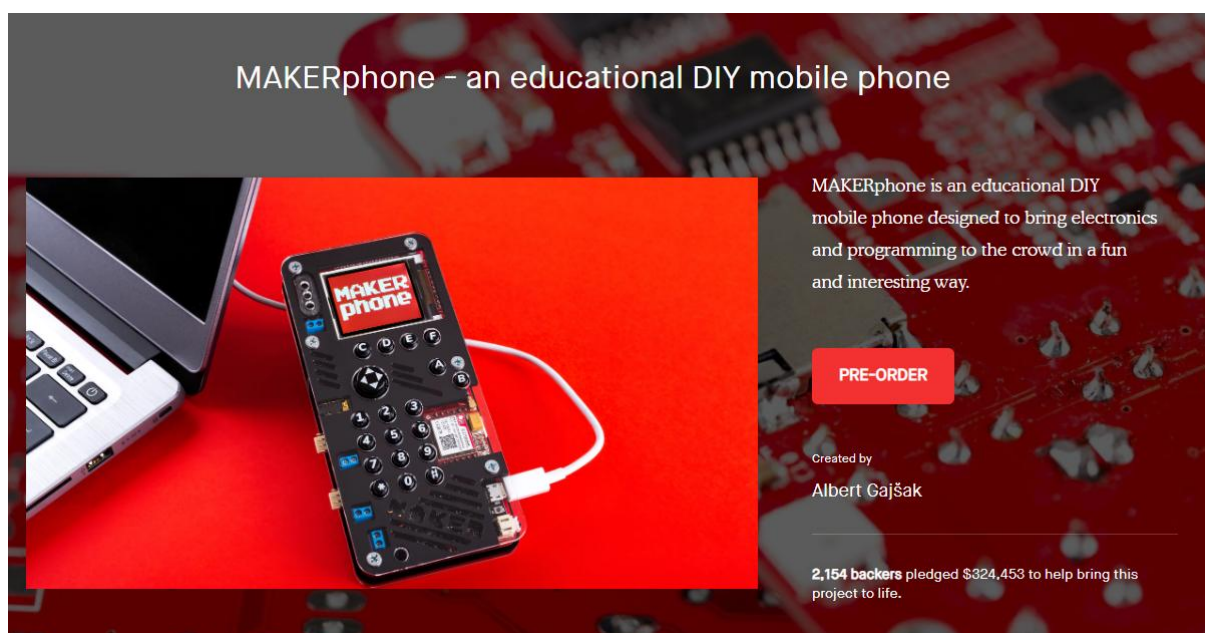 MAKERphone - an educational DIY mobile phone
MAKERphone is an educational DIY
mobile phone designed to bring electronics
and programming to the crowd in a fun
and interesting way.
PRE-ORDER
Created by
Albert Gajšak
2,154 backers pledged $324,453 to help bring this
project to life.
MAKER
phone
C D E F
A
B
1 2 3
4 5 6
7 8 9
* 0 #